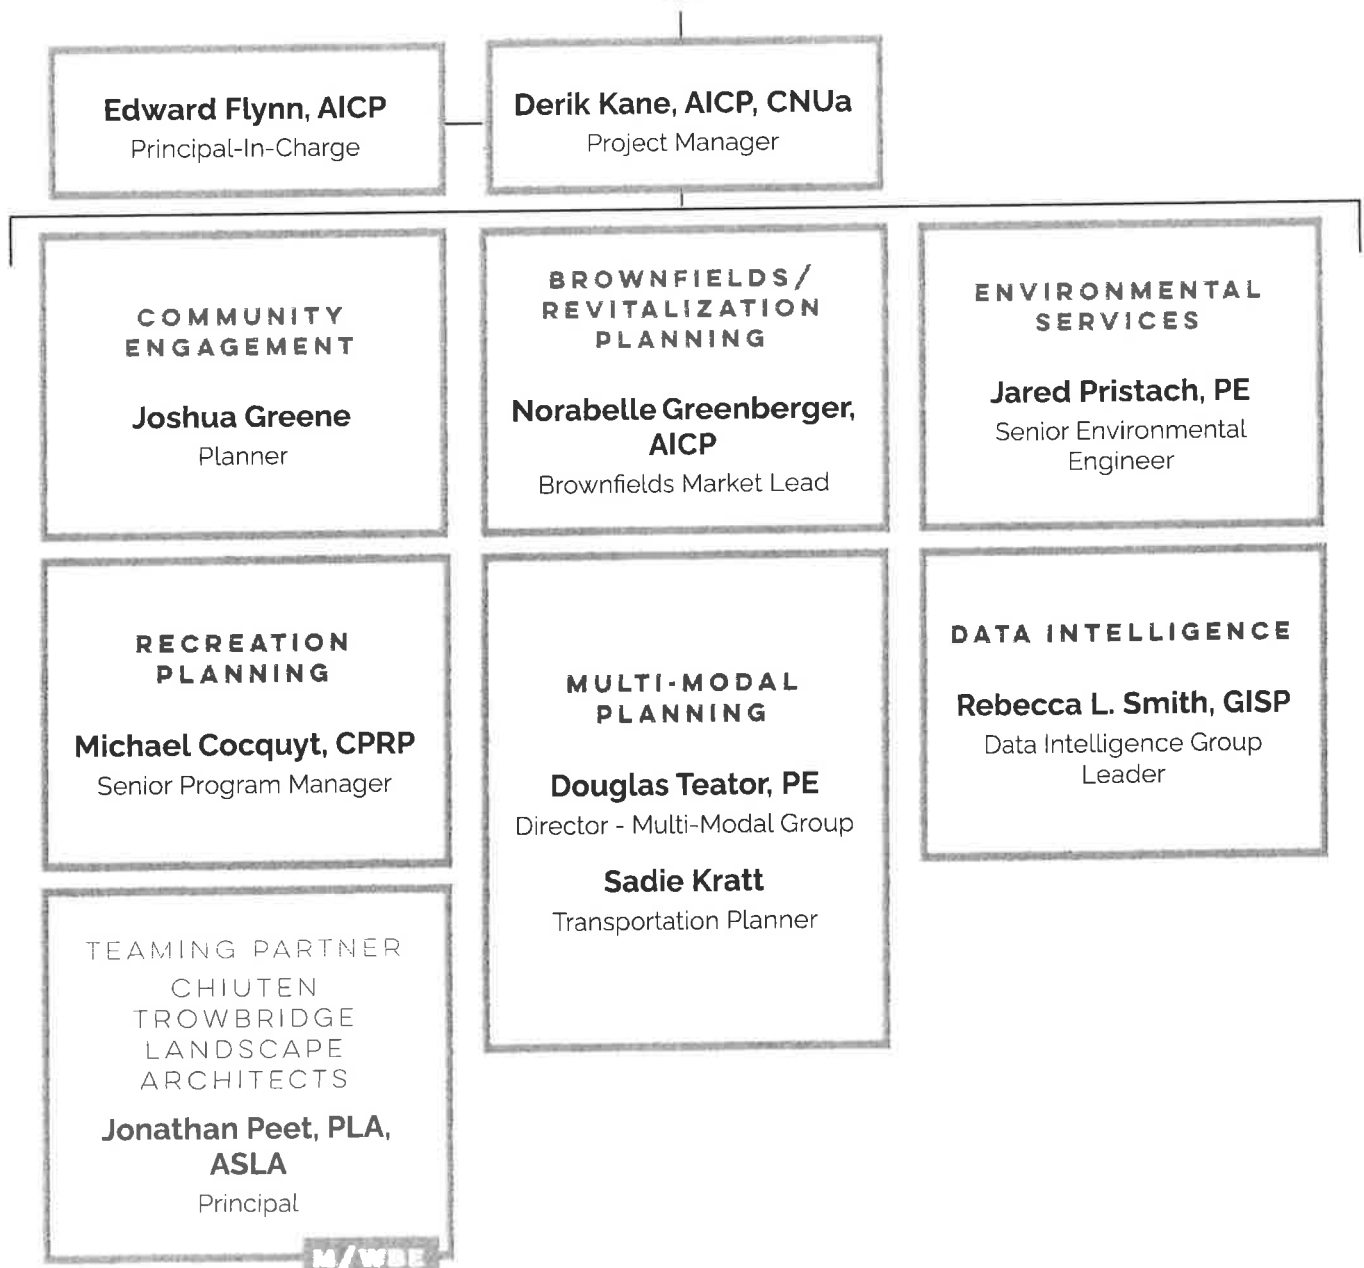 Edward Flynn, AICP
Principal-In-Charge
Derik Kane, AICP, CNUa
Project Manager
COMMUNITY
ENGAGEMENT
Joshua Greene
Planner
BROWNFIELDS/
REVITALIZATION
PLANNING
Norabelle Greenberger,
AICP
Brownfields Market Lead
ENVIRONMENTAL
SERVICES
Jared Pristach, PE
Senior Environmental
Engineer
RECREATION
PLANNING
Michael Cocquyt, CPRP
Senior Program Manager
MULTI-MODAL
PLANNING
Douglas Teator, PE
Director - Multi-Modal Group
Sadie Kratt
Transportation Planner
DATA INTELLIGENCE
Rebecca L. Smith, GISP
Data Intelligence Group
Leader
TEAMING PARTNER
CHIUTEN
TROWBRIDGE
LANDSCAPE
ARCHITECTS
Jonathan Peet, PLA,
ASLA
Principal
M/WBE